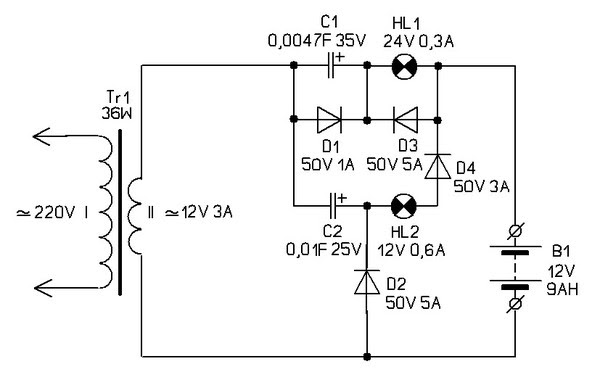 C1
0,0047F 35V
+
HL1
24V 0,3A
Tr1
36W
D1
50V 1A
D3
50V 5A
D4
50V 3A
≃220V I
II ≃12V 3A
+
C2
0,01F 25V
HL2
12V 0,6A
D2
50V 5A
B1
12V
9AH